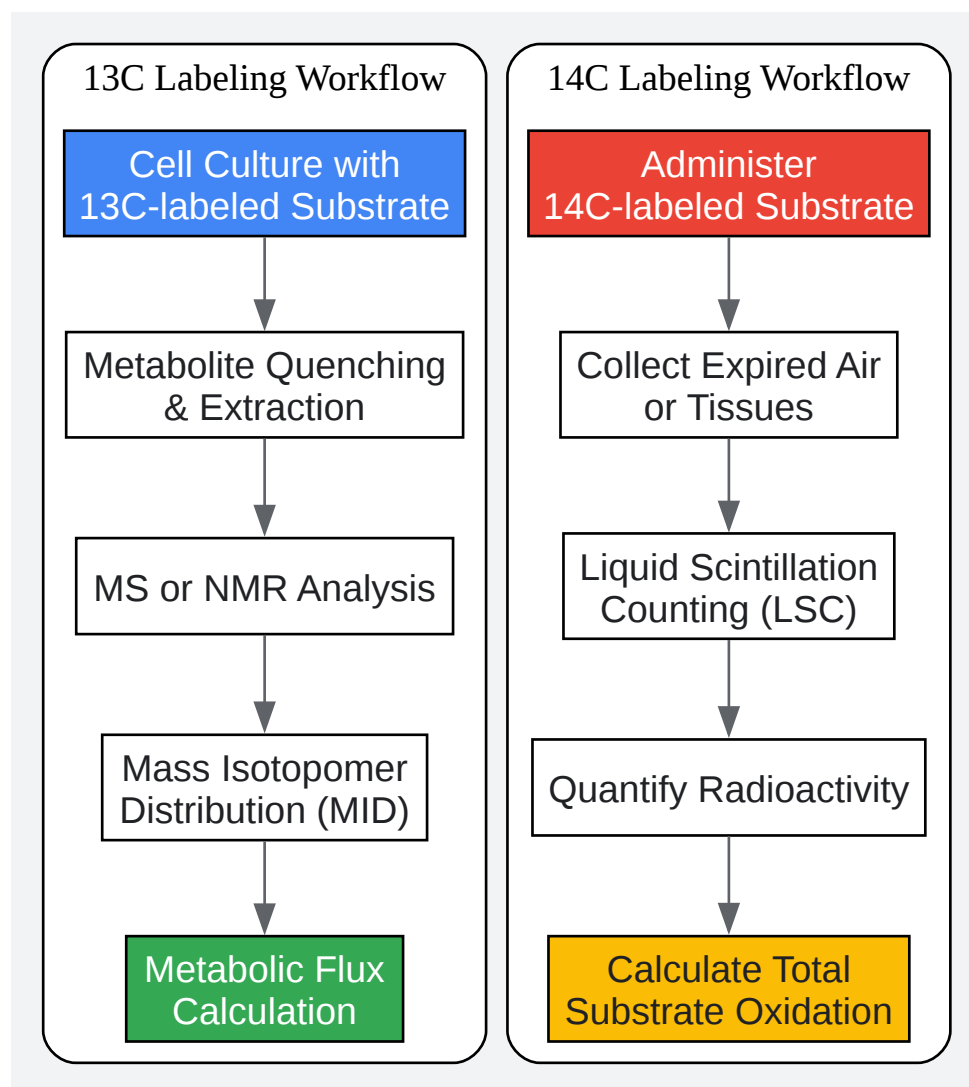 13C Labeling Workflow
Cell Culture with
13C-labeled Substrate
Metabolite Quenching
& Extraction
MS or NMR Analysis
Mass Isotopomer
Distribution (MID)
Metabolic Flux
Calculation
14C Labeling Workflow
Administer
14C-labeled Substrate
Collect Expired Air
or Tissues
Liquid Scintillation
Counting (LSC)
Quantify Radioactivity
Calculate Total
Substrate Oxidation